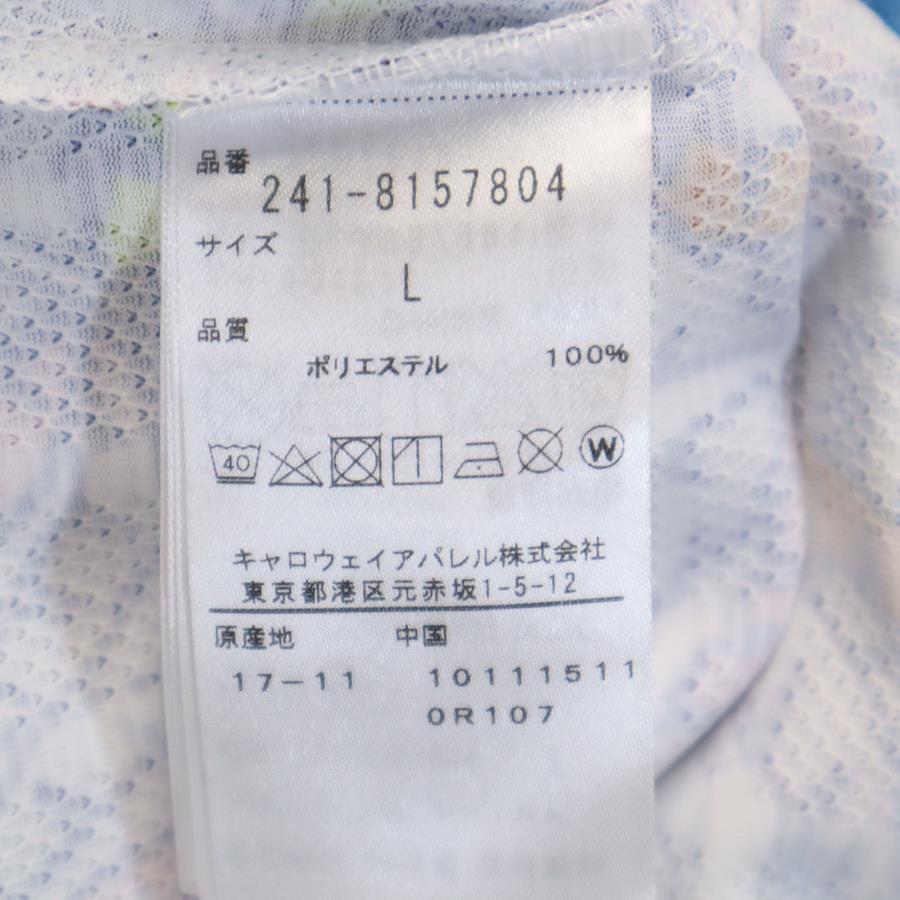 品番
241-8157804
サイズ
L
品質
ポリエステル 100%
40 W
キャロウェイアパレル株式会社
東京都港区元赤坂1-5-12
原産地 中国
17-11 10111511
0R107